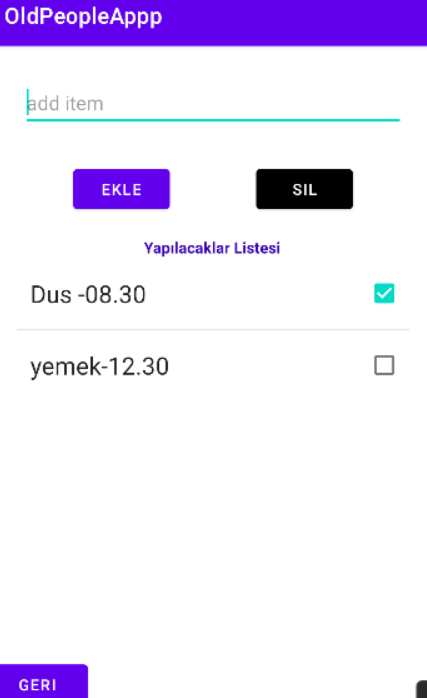 OldPeopleAppp
add item
EKLE SIL
Yapılacaklar Listesi
Dus -08.30
yemek-12.30
GERI